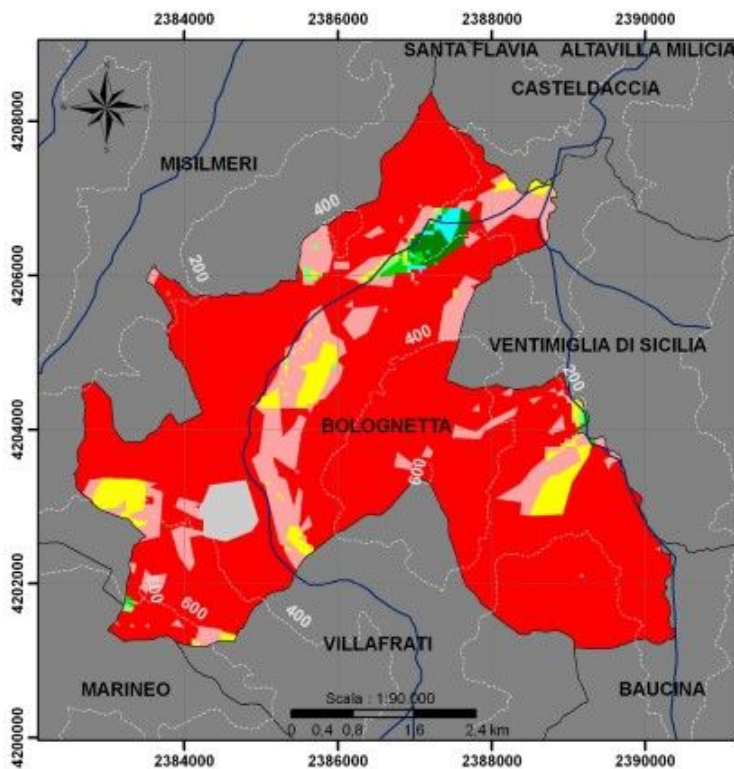 2384000 2386000 2388000 2390000
SANTA FLAVIA ALTAVILLA MILICIA
CASTELDACCIA
4208000
MISILMERI
400
200
4206000
400
VENTIMIGLIA DI SICILIA
200
4204000
BOLOGNETTA
600
4202000
600
400
VILLAFRATI
MARINEO
BAUCINA
Scala : 1:90.000
0 0.4 0.8 1.6 2.4 km
4200000
2384000 2386000 2388000 2390000